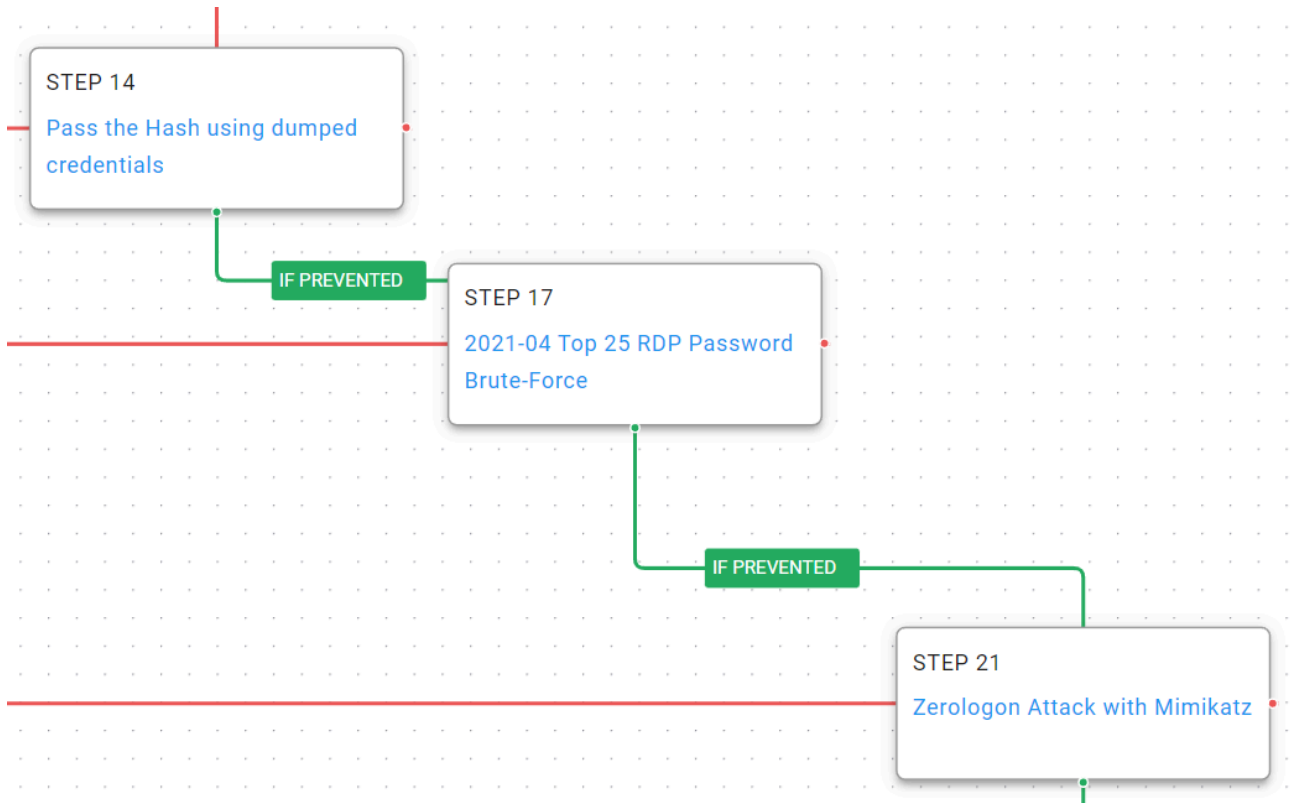 STEP 14
Pass the Hash using dumped
credentials
IF PREVENTED
STEP 17
2021-04 Top 25 RDP Password
Brute-Force
IF PREVENTED
STEP 21
Zerologon Attack with Mimikatz